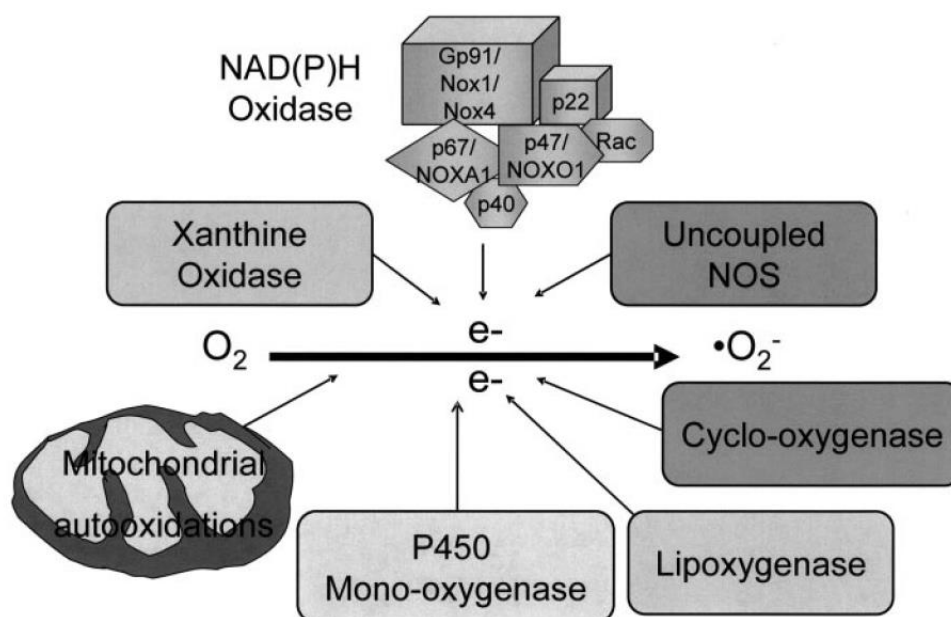 NAD(P)H
Oxidase
Gp91/
Nox1/
Nox4
p22
p67/
NOXA1
p47/
NOXO1
Rac
p40
Xanthine
Oxidase
Uncoupled
NOS
O₂
e-
e-
•O₂⁻
Mitochondrial
autooxidations
Cyclo-oxygenase
P450
Mono-oxygenase
Lipoxygenase